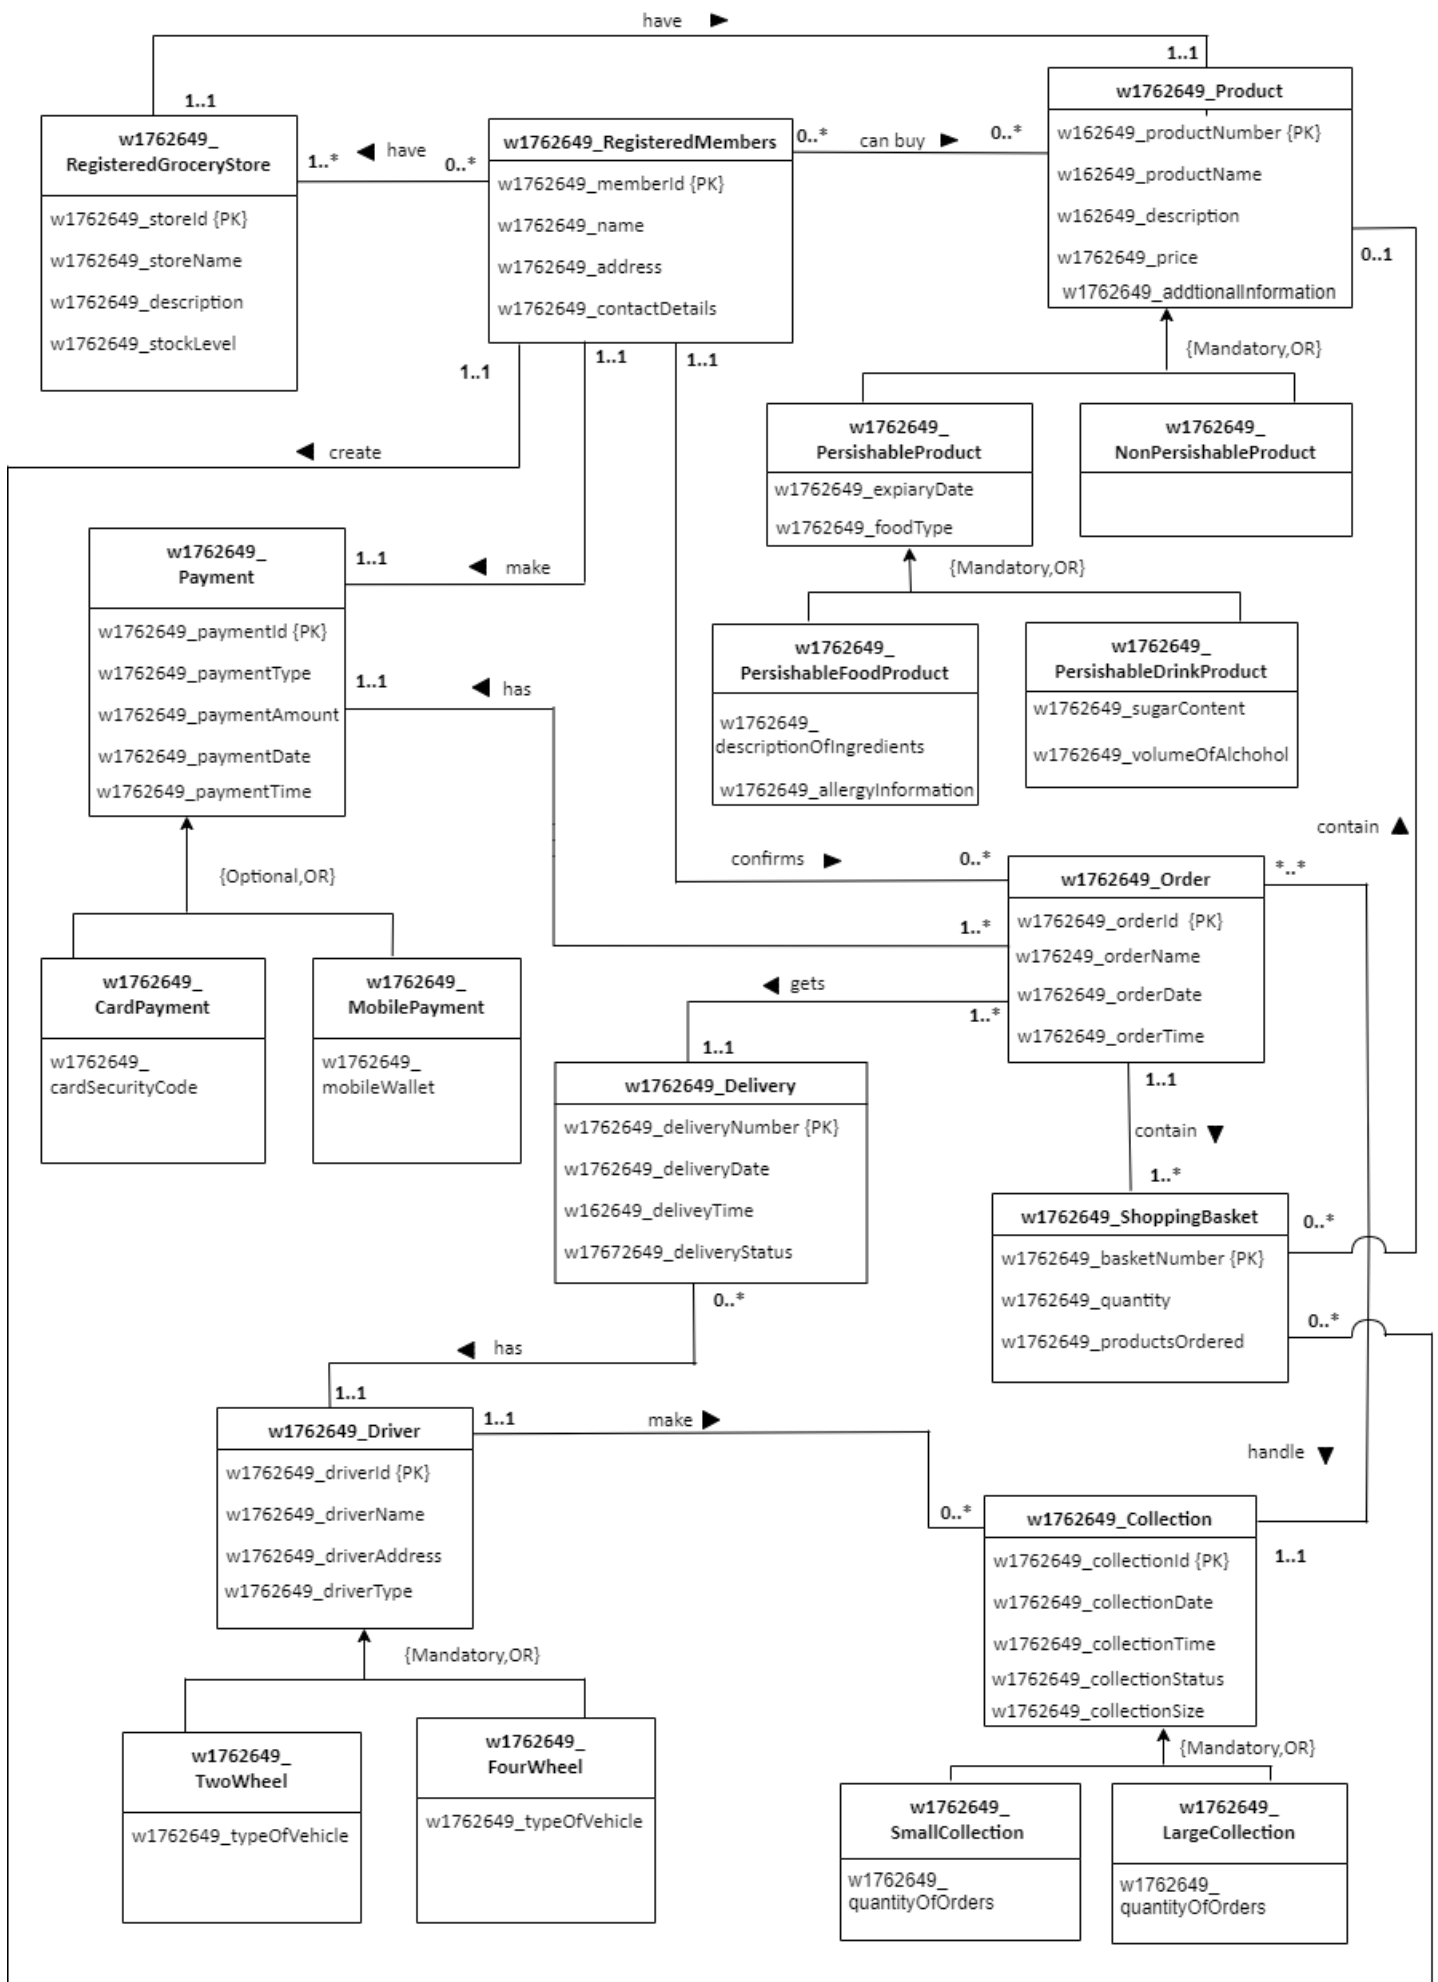 have
1..1
1..1
w1762649_
RegisteredGroceryStore
w1762649_storeId {PK}
w1762649_storeName
w1762649_description
w1762649_stockLevel
1..*
have
0..*
w1762649_RegisteredMembers
w1762649_memberId {PK}
w1762649_name
w1762649_address
w1762649_contactDetails
0..*
can buy
0..*
w1762649_Product
w162649_productNumber {PK}
w162649_productName
w162649_description
w1762649_price
w1762649_addtionalInformation
0..1
{Mandatory,OR}
1..1
1..1
1..1
create
w1762649_
PersishableProduct
w1762649_expiaryDate
w1762649_foodType
w1762649_
NonPersishableProduct
{Mandatory,OR}
w1762649_
Payment
w1762649_paymentId {PK}
w1762649_paymentType
w1762649_paymentAmount
w1762649_paymentDate
w1762649_paymentTime
1..1
make
1..1
has
w1762649_
PersishableFoodProduct
w1762649_
descriptionOfIngredients
w1762649_allergyInformation
w1762649_
PersishableDrinkProduct
w1762649_sugarContent
w1762649_volumeOfAlchohol
contain
{Optional,OR}
confirms
0..*
*..*
w1762649_Order
w1762649_orderId {PK}
w176249_orderName
w1762649_orderDate
w1762649_orderTime
1..*
gets
1..*
1..1
w1762649_
CardPayment
w1762649_
cardSecurityCode
w1762649_
MobilePayment
w1762649_
mobileWallet
w1762649_Delivery
w1762649_deliveryNumber {PK}
w1762649_deliveryDate
w162649_deliveyTime
w17672649_deliveryStatus
1..1
contain
1..*
w1762649_ShoppingBasket
w1762649_basketNumber {PK}
w1762649_quantity
w1762649_productsOrdered
0..*
0..*
0..*
has
1..1
w1762649_Driver
w1762649_driverId {PK}
w1762649_driverName
w1762649_driverAddress
w1762649_driverType
1..1
make
handle
0..*
w1762649_Collection
w1762649_collectionId {PK}
w1762649_collectionDate
w1762649_collectionTime
w1762649_collectionStatus
w1762649_collectionSize
1..1
{Mandatory,OR}
{Mandatory,OR}
w1762649_
TwoWheel
w1762649_typeOfVehicle
w1762649_
FourWheel
w1762649_typeOfVehicle
w1762649_
SmallCollection
w1762649_
quantityOfOrders
w1762649_
LargeCollection
w1762649_
quantityOfOrders